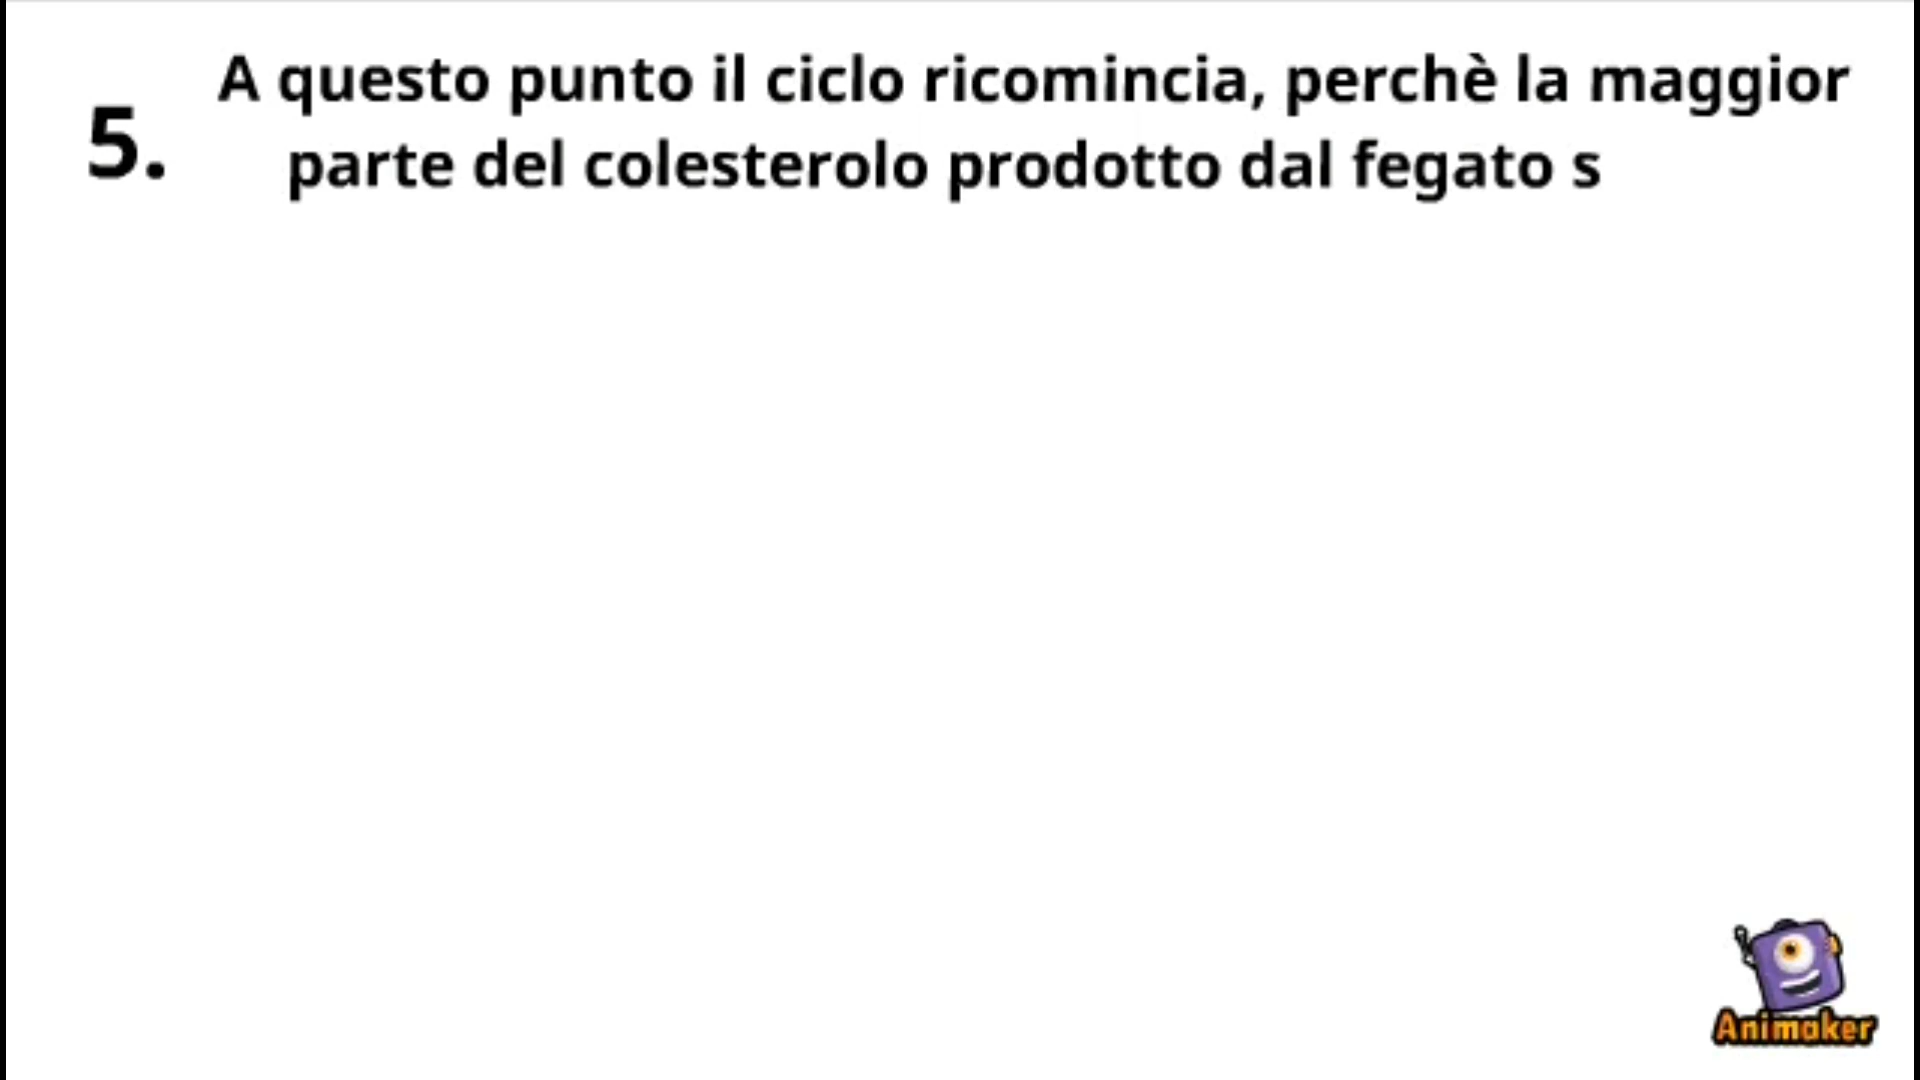 5.
A questo punto il ciclo ricomincia, perchè la maggior
parte del colesterolo prodotto dal fegato s
Animaker